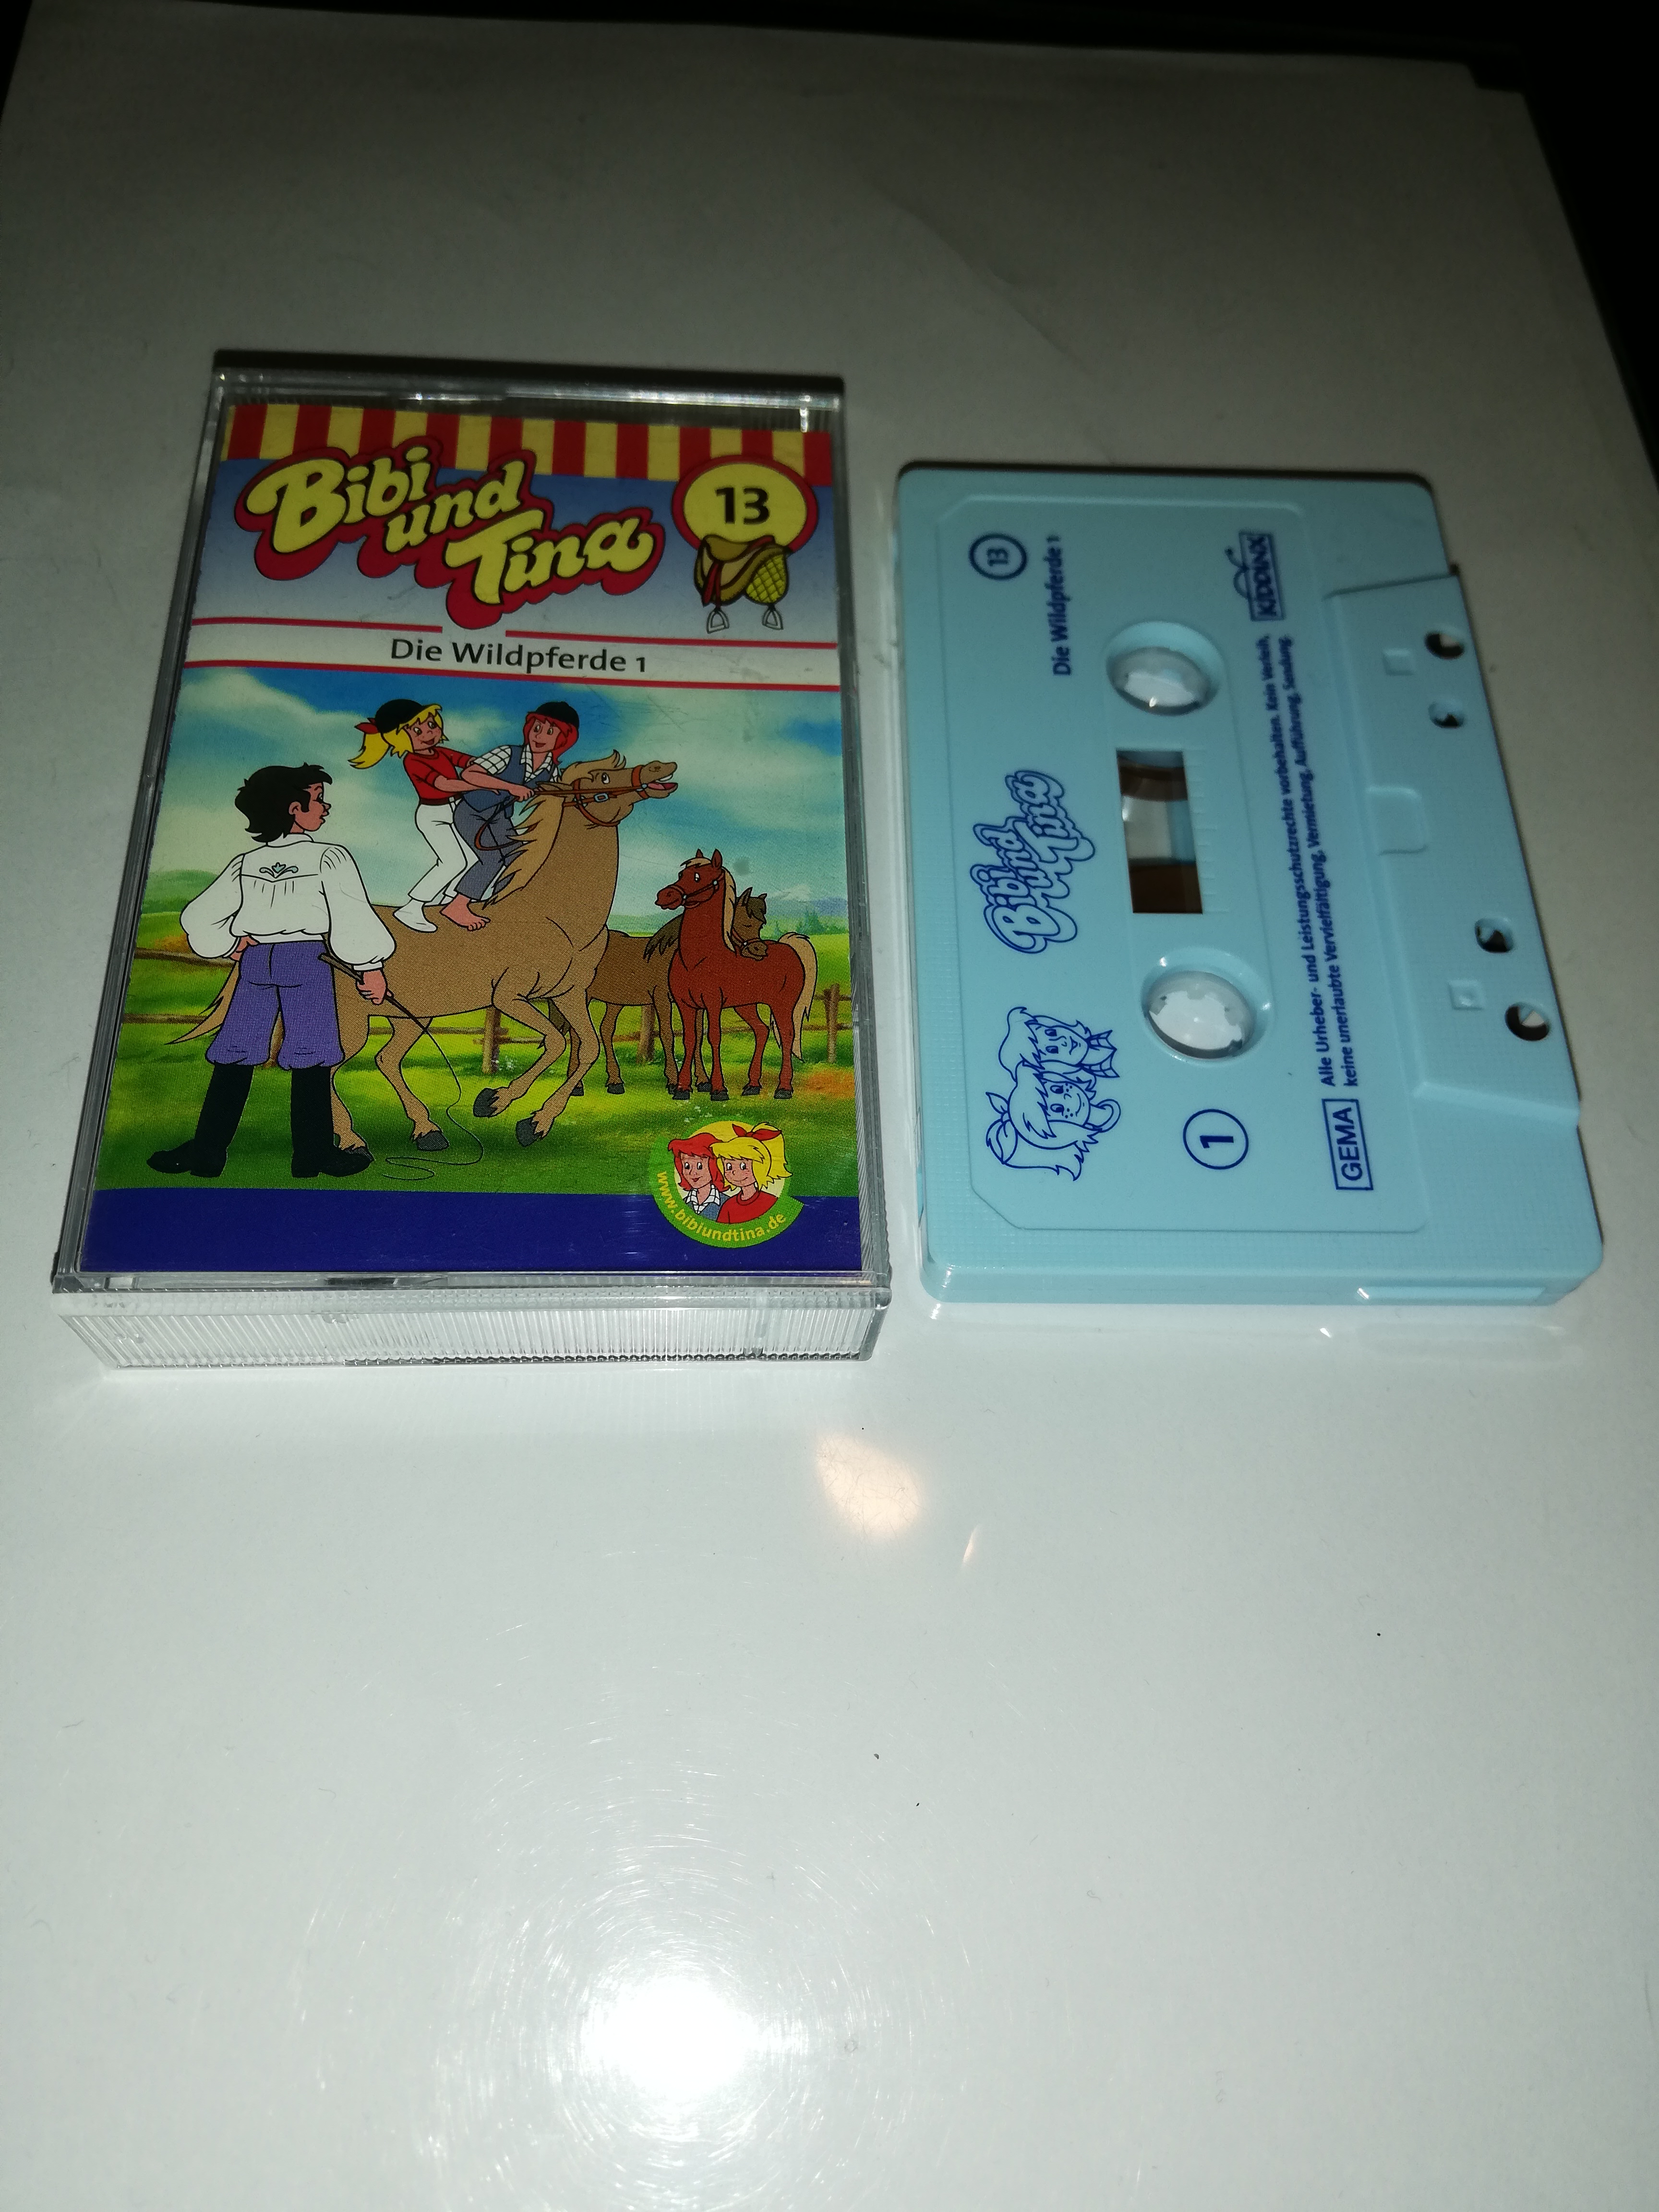 Bibi
und
Tina
13
Die Wildpferde 1
www.bibiundtina.de
13
Die Wildpferde 1
Bibi und
Tina
KIDDINX
1
GEMA
Alle Urheber- und Leistungsschutzrechte vorbehalten. Kein Verleih,
keine unerlaubte Vervielfältigung, Vermietung, Aufführung, Sendung